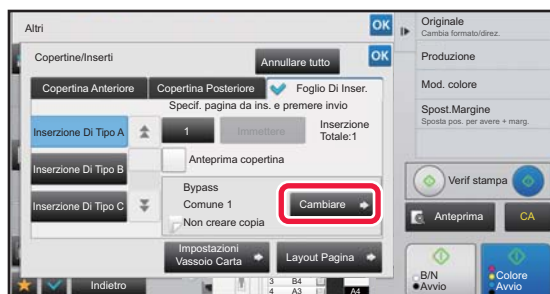 Altri
OK
Copertine/Inserti
Annullare tutto
OK
Copertina Anteriore
Copertina Posteriore
Foglio Di Inser.
Specif. pagina da ins. e premere invio
Inserzione Di Tipo A
1
Immettere
Inserzione
Totale:1
Inserzione Di Tipo B
Anteprima copertina
Inserzione Di Tipo C
Bypass
Comune 1
Cambiare
Non creare copia
Impostazioni
Vassoio Carta
Layout Pagina
Indietro
3 B4
4 A3
A4
Originale
Cambia formato/direz.
Produzione
Mod. colore
Spost.Margine
Sposta pos. per avere + marg.
Verif stampa
Anteprima
CA
B/N
Avvio
Colore
Avvio